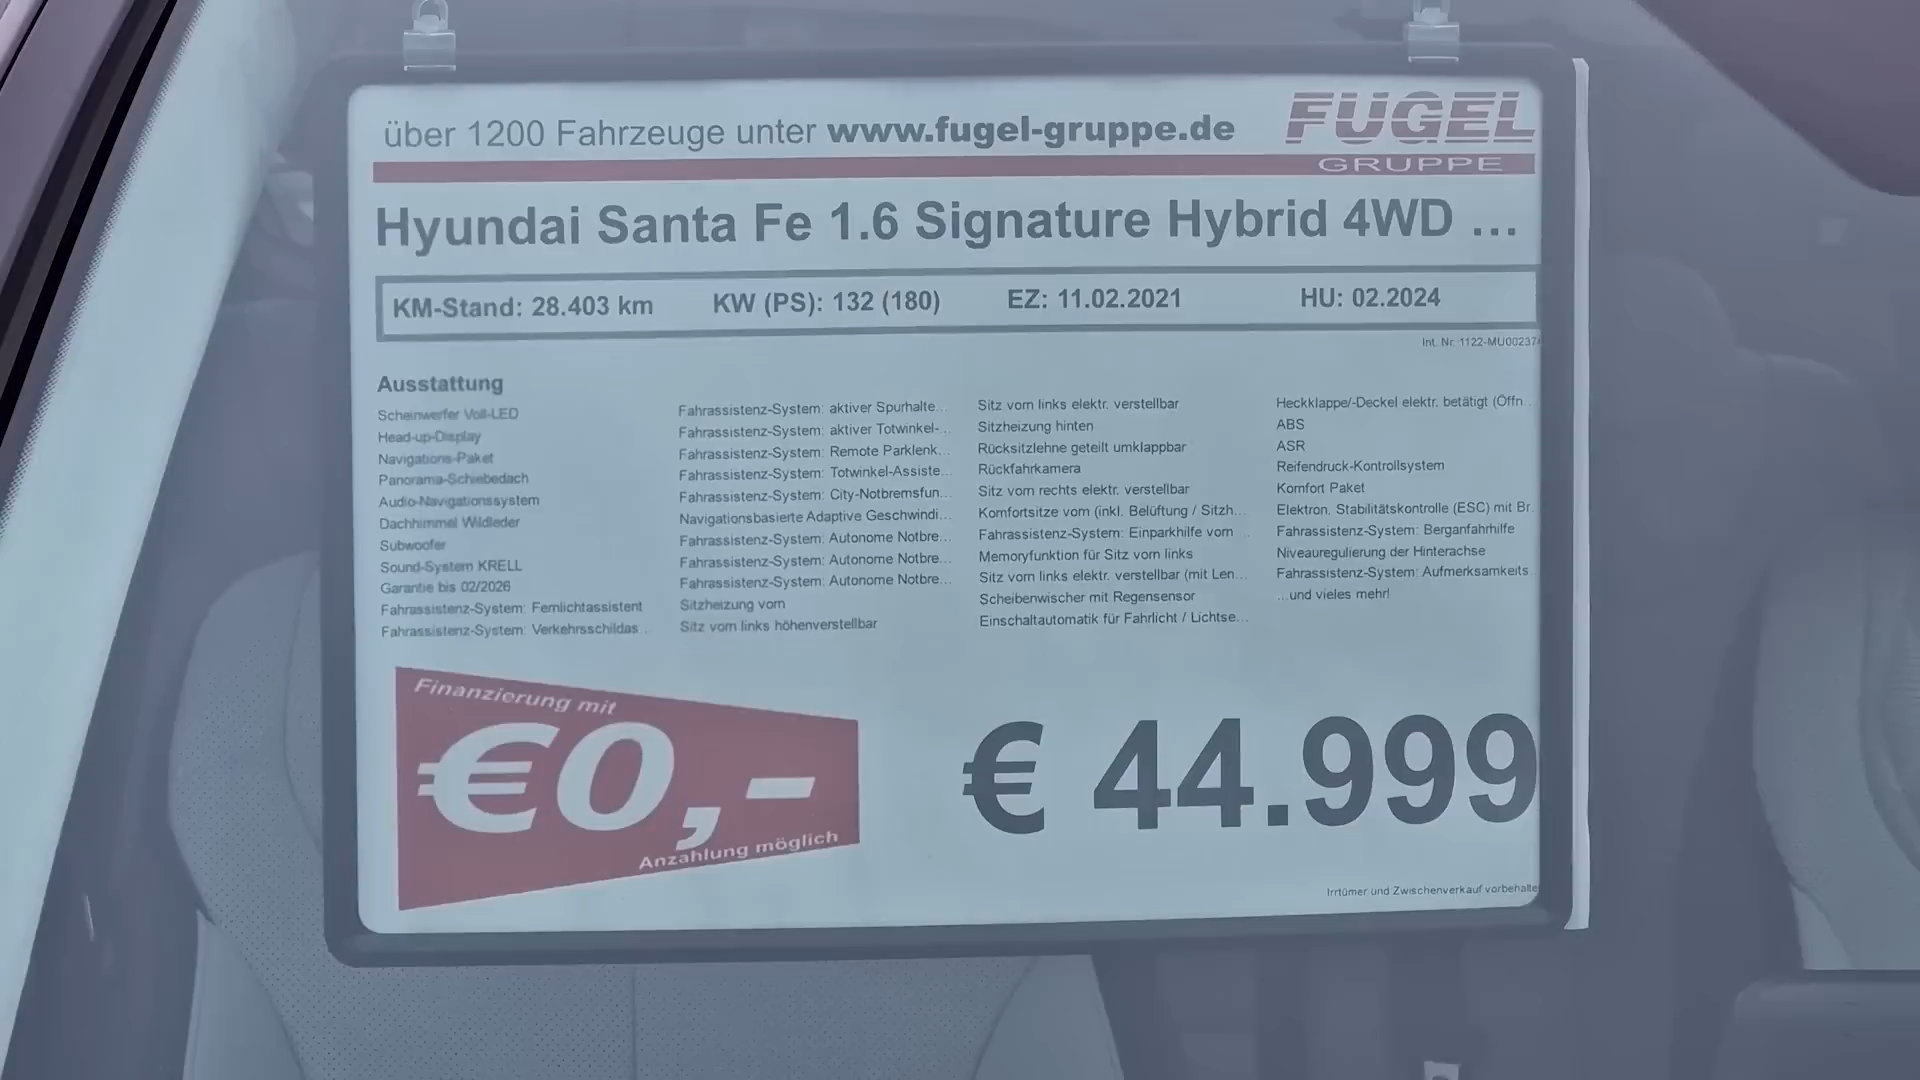 über 1200 Fahrzeuge unter www.fugel-gruppe.de
FUGEL
GRUPPE
Hyundai Santa Fe 1.6 Signature Hybrid 4WD ...
KM-Stand: 28.403 km KW (PS): 132 (180) EZ: 11.02.2021 HU: 02.2024
Int. Nr. 1122-MU00237
Ausstattung
Scheinwerfer Voll-LED
Head-up-Display
Navigations-Paket
Panorama-Schiebedach
Audio-Navigationssystem
Dachhimmel Wildleder
Subwoofer
Sound-System KRELL
Garantie bis 02/2026
Fahrassistenz-System: Fernlichtassistent
Fahrassistenz-System: Verkehrsschildas...
Fahrassistenz-System: aktiver Spurhalte...
Fahrassistenz-System: aktiver Totwinkel-...
Fahrassistenz-System: Remote Parklenk...
Fahrassistenz-System: Totwinkel-Assiste...
Fahrassistenz-System: City-Notbremsfun...
Navigationsbasierte Adaptive Geschwindi...
Fahrassistenz-System: Autonome Notbre...
Fahrassistenz-System: Autonome Notbre...
Fahrassistenz-System: Autonome Notbre...
Sitzheizung vorn
Sitz vorn links höhenverstellbar
Sitz vorn links elektr. verstellbar
Sitzheizung hinten
Rücksitzlehne geteilt umklappbar
Rückfahrkamera
Sitz vorn rechts elektr. verstellbar
Komfortsitze vorn (inkl. Belüftung / Sitzh...
Fahrassistenz-System: Einparkhilfe vorn ...
Memoryfunktion für Sitz vorn links
Sitz vorn links elektr. verstellbar (mit Len...
Scheibenwischer mit Regensensor
Einschaltautomatik für Fahrlicht / Lichtse...
Heckklappe/-Deckel elektr. betätigt (Öffn...
ABS
ASR
Reifendruck-Kontrollsystem
Komfort Paket
Elektron. Stabilitätskontrolle (ESC) mit Br.
Fahrassistenz-System: Berganfahrhilfe
Niveauregulierung der Hinterachse
Fahrassistenz-System: Aufmerksamkeits..
...und vieles mehr!
Finanzierung mit
€0,-
Anzahlung möglich
€ 44.999
Irrtümer und Zwischenverkauf vorbehalte